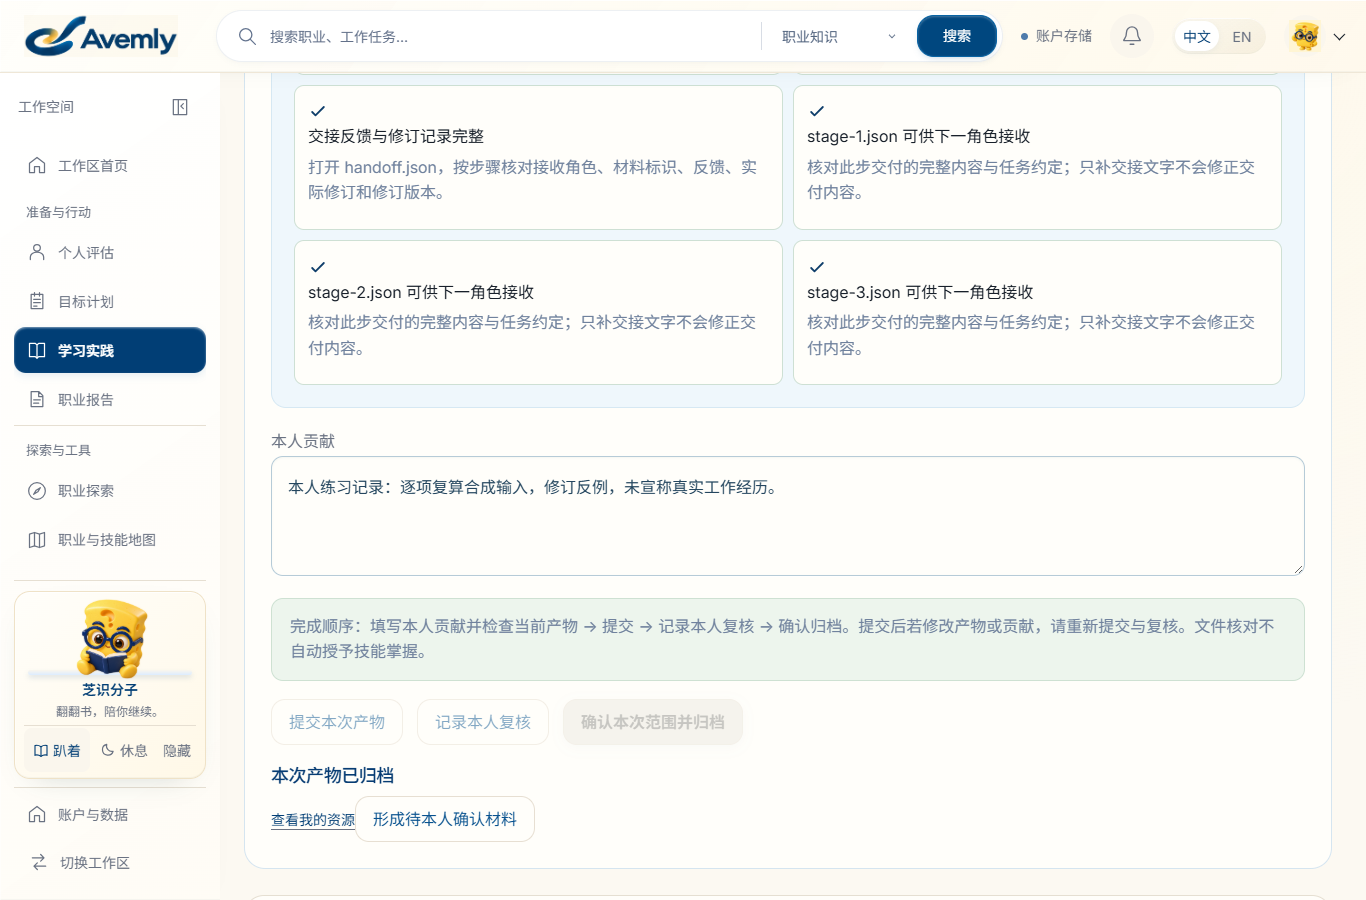 Avemly
搜索职业、工作任务...
职业知识
搜索
账户存储
中文
EN
工作空间
工作区首页
准备与行动
个人评估
目标计划
学习实践
职业报告
探索与工具
职业探索
职业与技能地图
芝识分子
翻翻书，陪你继续。
趴着
休息
隐藏
账户与数据
切换工作区
交接反馈与修订记录完整
打开 handoff.json，按步骤核对接收角色、材料标识、反馈、实
际修订和修订版本。
stage-1.json 可供下一角色接收
核对此步交付的完整内容与任务约定；只补交接文字不会修正交
付内容。
stage-2.json 可供下一角色接收
核对此步交付的完整内容与任务约定；只补交接文字不会修正交
付内容。
stage-3.json 可供下一角色接收
核对此步交付的完整内容与任务约定；只补交接文字不会修正交
付内容。
本人贡献
本人练习记录：逐项复算合成输入，修订反例，未宣称真实工作经历。
完成顺序：填写本人贡献并检查当前产物 → 提交 → 记录本人复核 → 确认归档。提交后若修改产物或贡献，请重新提交与复核。文件核对不
自动授予技能掌握。
提交本次产物
记录本人复核
确认本次范围并归档
本次产物已归档
查看我的资源
形成待本人确认材料